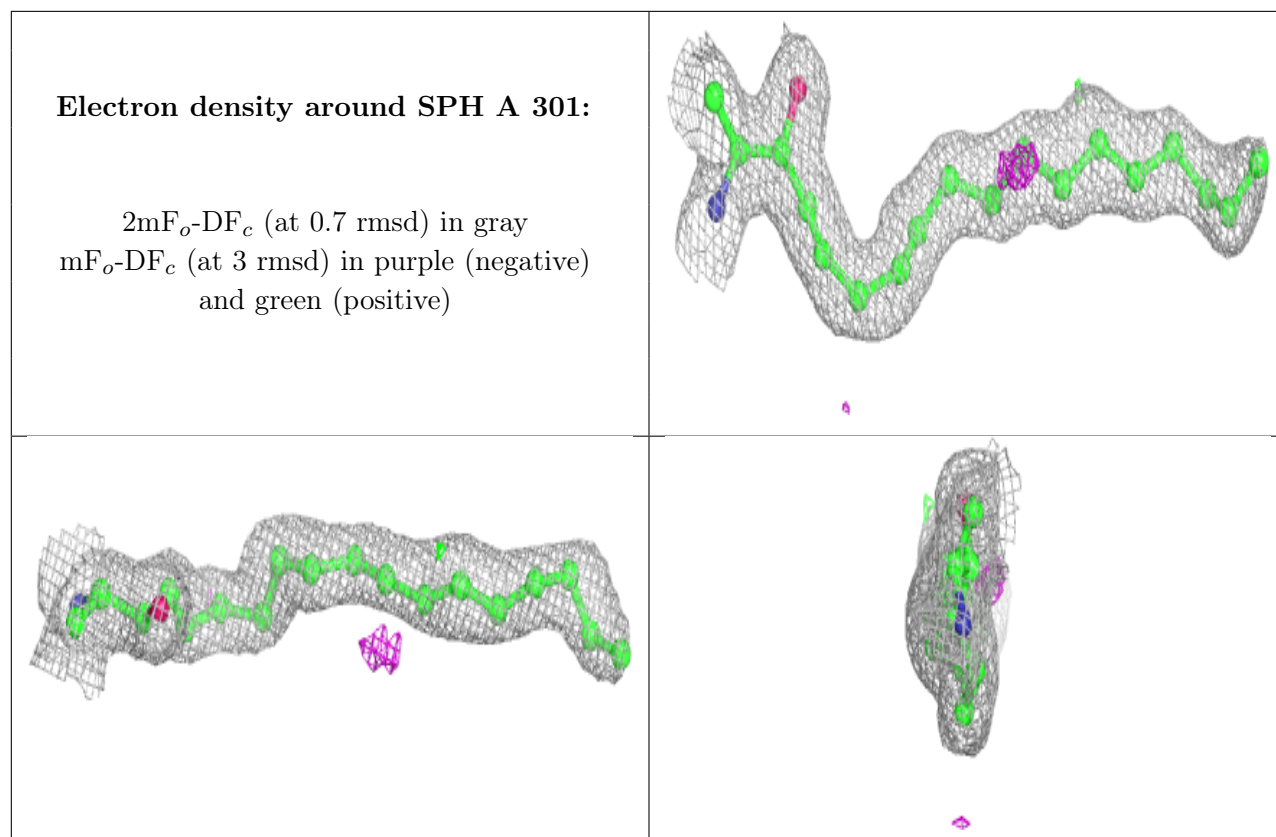 Electron density around SPH A 301:
2mFₒ-DF𝒸 (at 0.7 rmsd) in gray
mFₒ-DF𝒸 (at 3 rmsd) in purple (negative)
and green (positive)